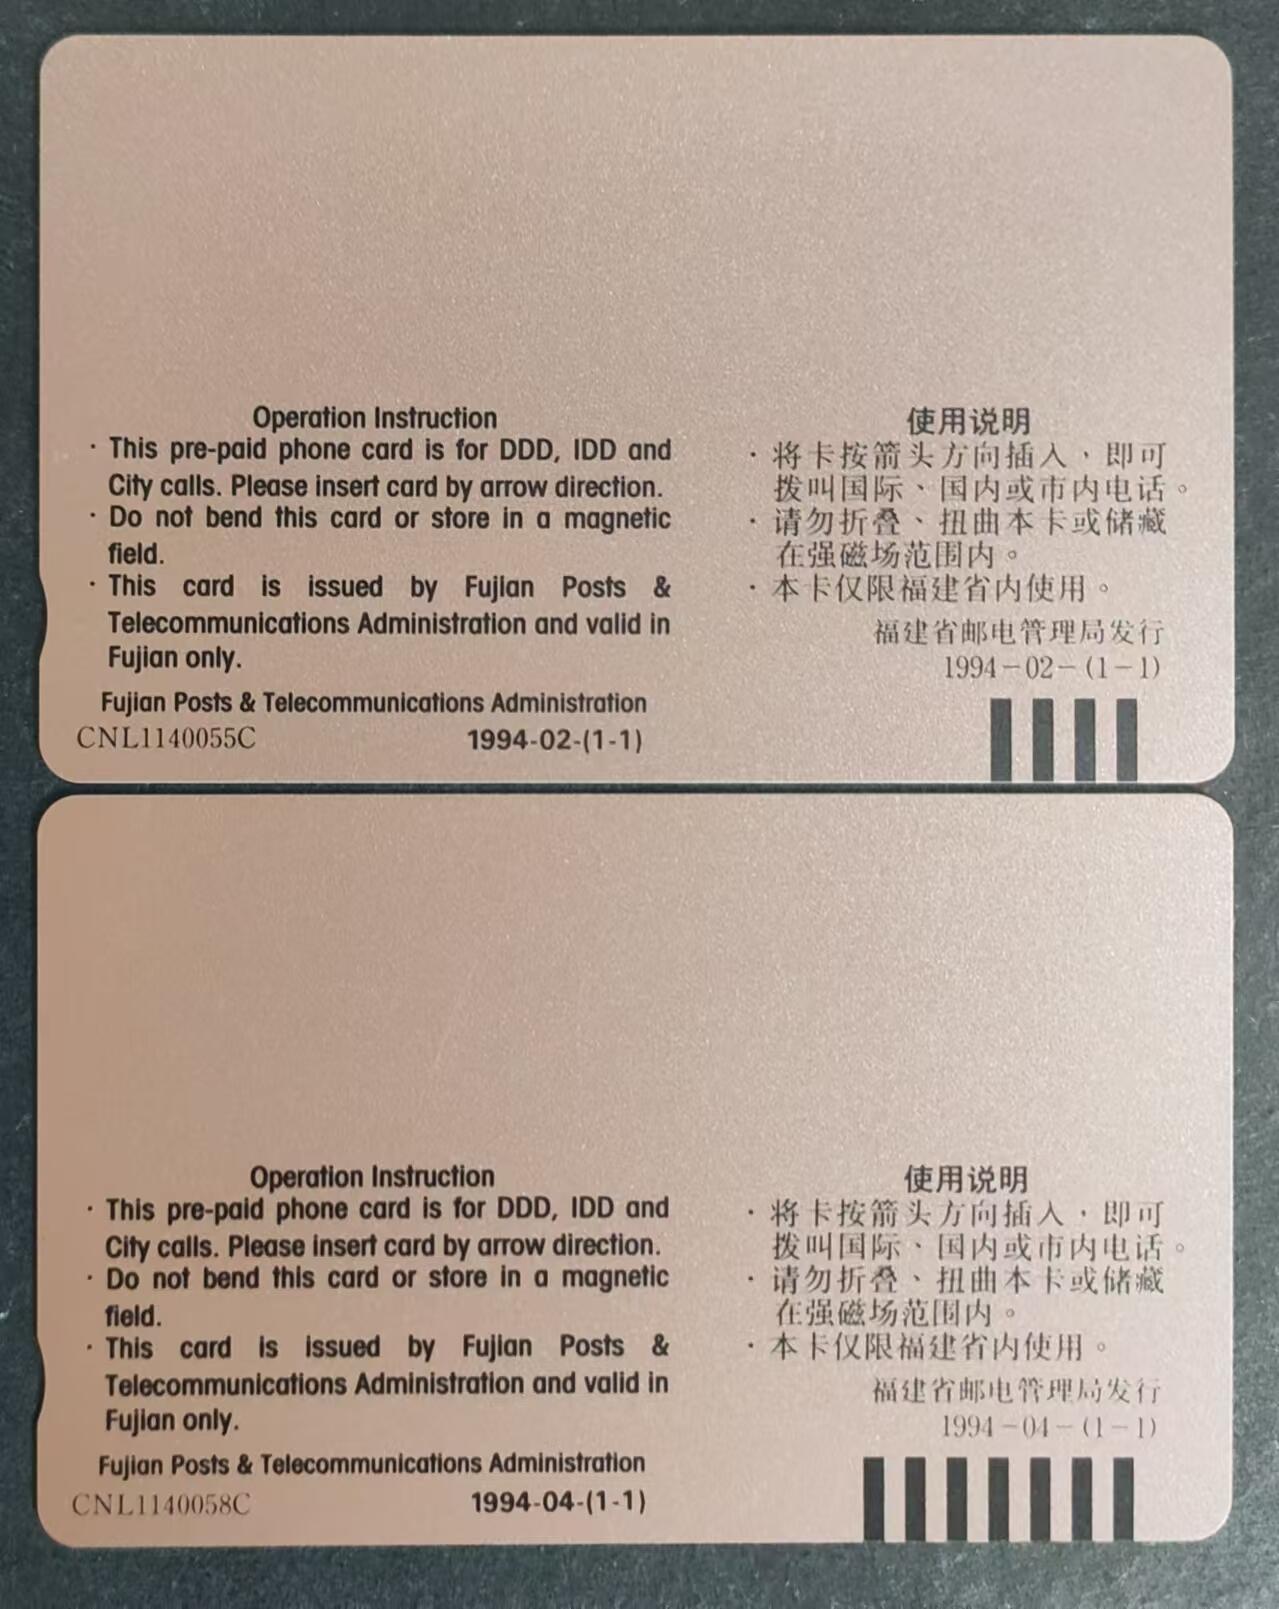 Operation Instruction
· This pre-paid phone card is for DDD, IDD and
City calls. Please insert card by arrow direction.
· Do not bend this card or store in a magnetic
field.
· This card is issued by Fujian Posts &
Telecommunications Administration and valid in
Fujian only.
Fujian Posts & Telecommunications Administration
CNL1140055C 1994-02-(1-1)
使用说明
· 将卡按箭头方向插入，即可
拨叫国际、国内或市内电话。
· 请勿折叠、扭曲本卡或储藏
在强磁场范围内。
· 本卡仅限福建省内使用。
福建省邮电管理局发行
1994-02-(1-1)
Operation Instruction
· This pre-paid phone card is for DDD, IDD and
City calls. Please insert card by arrow direction.
· Do not bend this card or store in a magnetic
field.
· This card is issued by Fujian Posts &
Telecommunications Administration and valid in
Fujian only.
Fujian Posts & Telecommunications Administration
CNL1140058C 1994-04-(1-1)
使用说明
· 将卡按箭头方向插入，即可
拨叫国际、国内或市内电话。
· 请勿折叠、扭曲本卡或储藏
在强磁场范围内。
· 本卡仅限福建省内使用。
福建省邮电管理局发行
1994-04-(1-1)